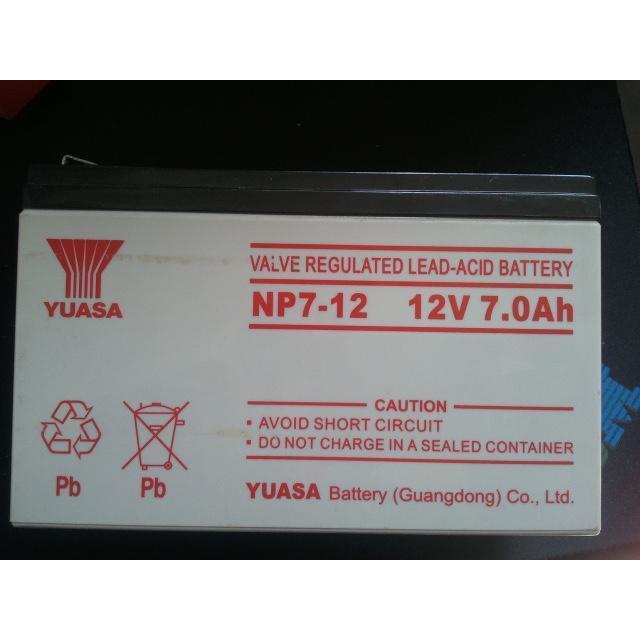 YUASA
VALVE REGULATED LEAD-ACID BATTERY
NP7-12 12V 7.0Ah
CAUTION
▪ AVOID SHORT CIRCUIT
▪ DO NOT CHARGE IN A SEALED CONTAINER
Pb Pb
YUASA Battery (Guangdong) Co., Ltd.